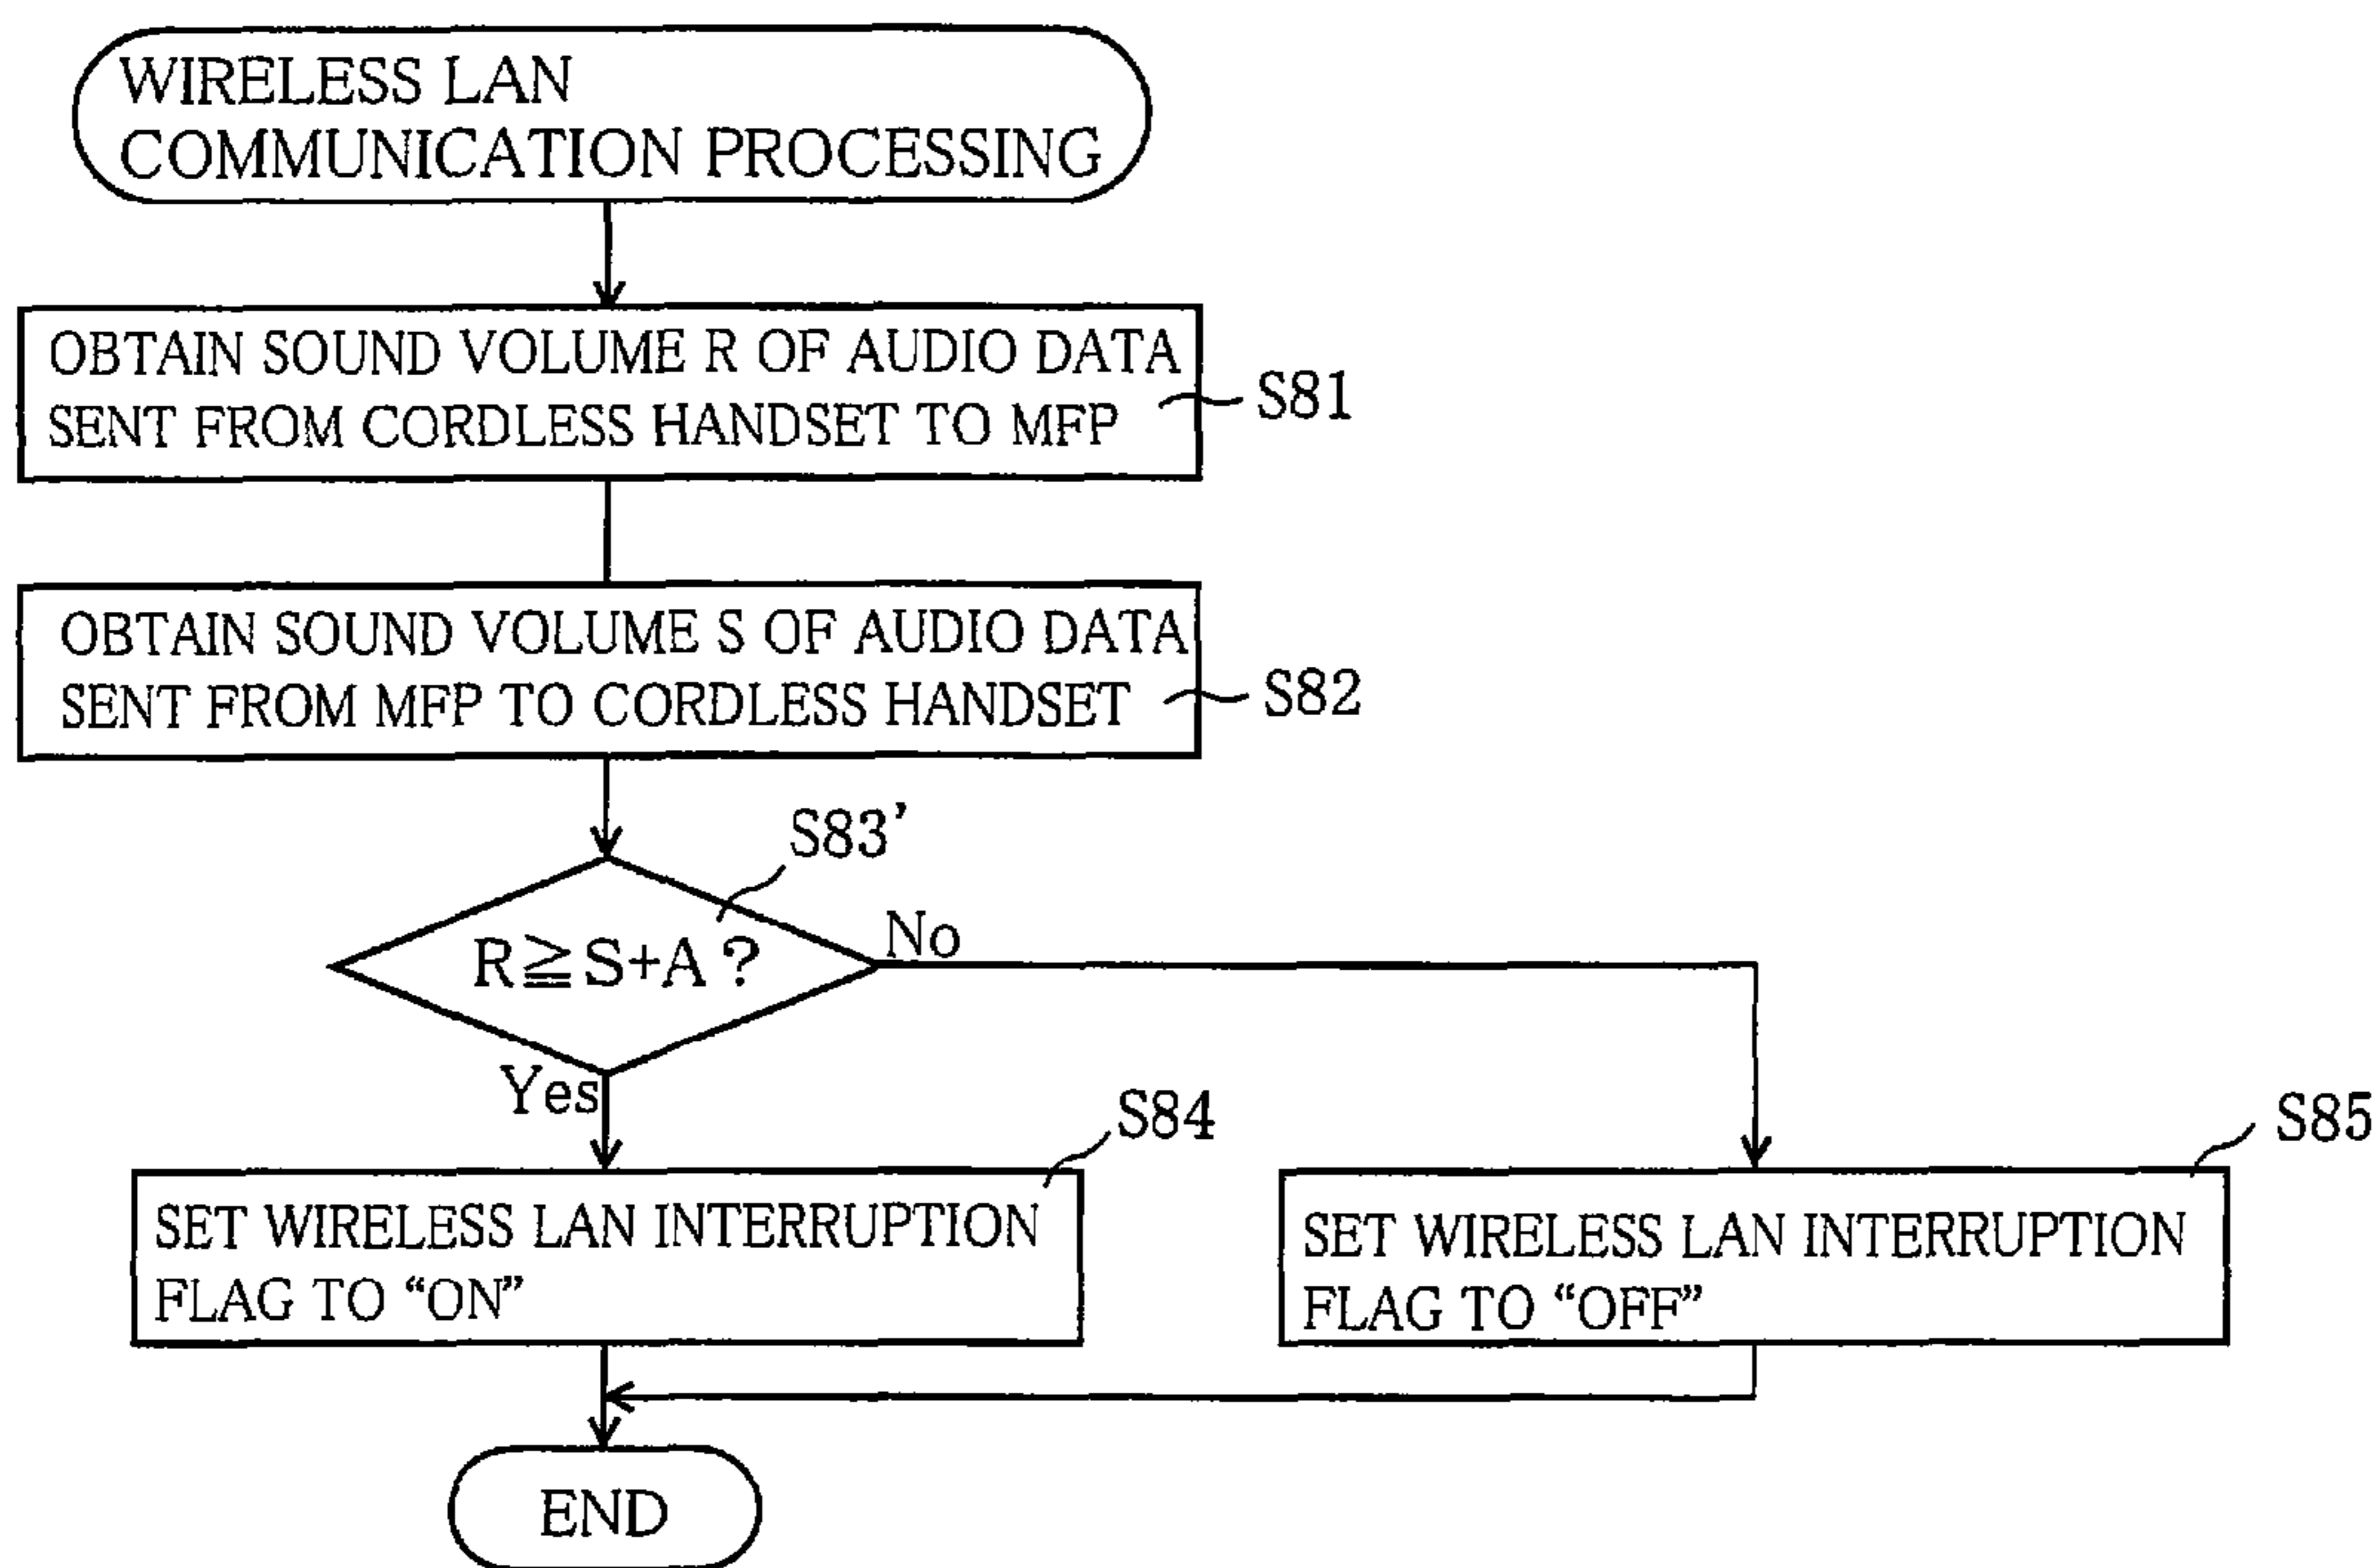 WIRELESS LAN
COMMUNICATION PROCESSING
OBTAIN SOUND VOLUME R OF AUDIO DATA
SENT FROM CORDLESS HANDSET TO MFP
S81
OBTAIN SOUND VOLUME S OF AUDIO DATA
SENT FROM MFP TO CORDLESS HANDSET
S82
S83’
R≧S+A ?
No
Yes
S84
SET WIRELESS LAN INTERRUPTION
FLAG TO “ON”
S85
SET WIRELESS LAN INTERRUPTION
FLAG TO “OFF”
END